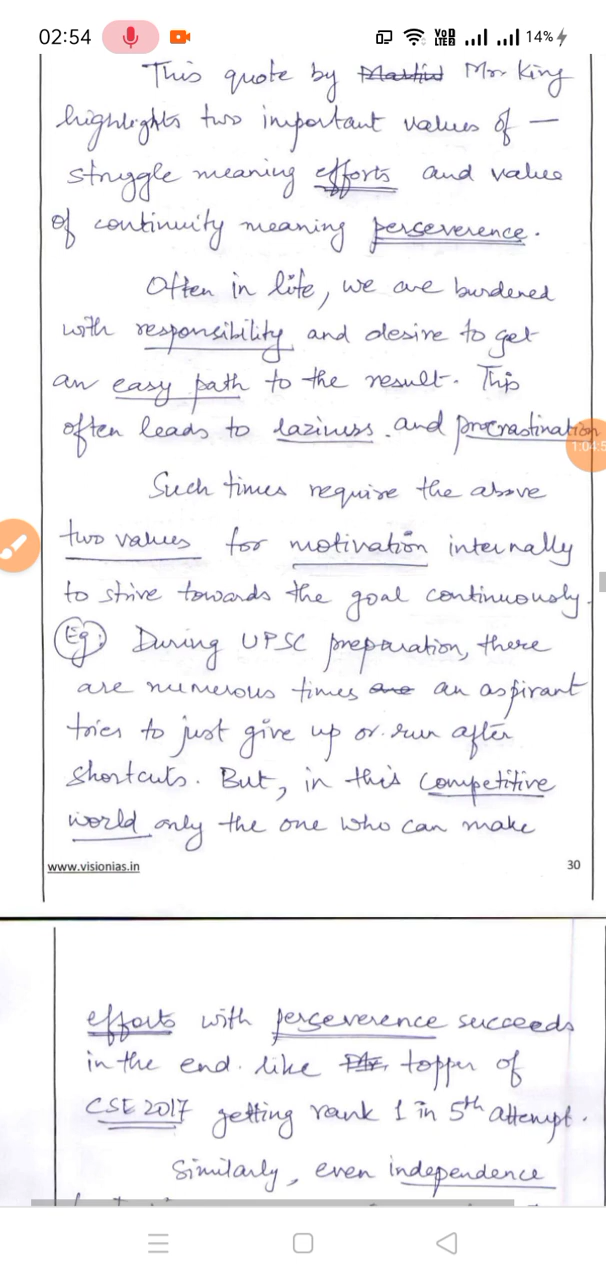 02:54
VoD LTE2 14%
This quote by Martin Mr. King
highlights two important values of —
struggle meaning efforts and value
of continuity meaning perseverence.
Often in life, we are burdened
with responsibility and desire to get
an easy path to the result. This
often leads to laziness. and procrastination
1:04:5
Such times require the above
two values for motivation internally
to strive towards the goal continuously.
Eg: During UPSC preparation, there
are numerous times are an aspirant
tries to just give up or run after
shortcuts. But, in this competitive
world only the one who can make
www.visionias.in 30
efforts with perseverence succeeds
in the end. like topper of
CSE 2017 getting rank 1 in 5th attempt.
Similarly, even independence